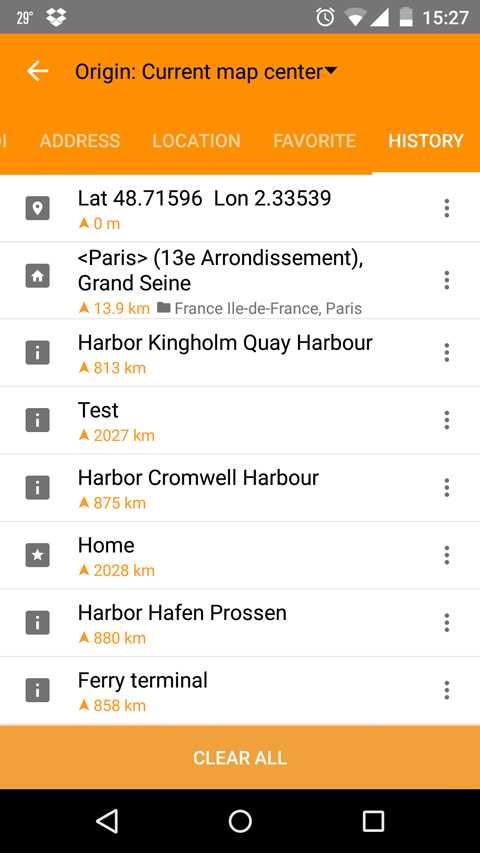 29° 15:27
Origin: Current map center
ADDRESS LOCATION FAVORITE HISTORY
Lat 48.71596 Lon 2.33539
0 m
<Paris> (13e Arrondissement),
Grand Seine
13.9 km France Ile-de-France, Paris
Harbor Kingholm Quay Harbour
813 km
Test
2027 km
Harbor Cromwell Harbour
875 km
Home
2028 km
Harbor Hafen Prossen
880 km
Ferry terminal
858 km
CLEAR ALL